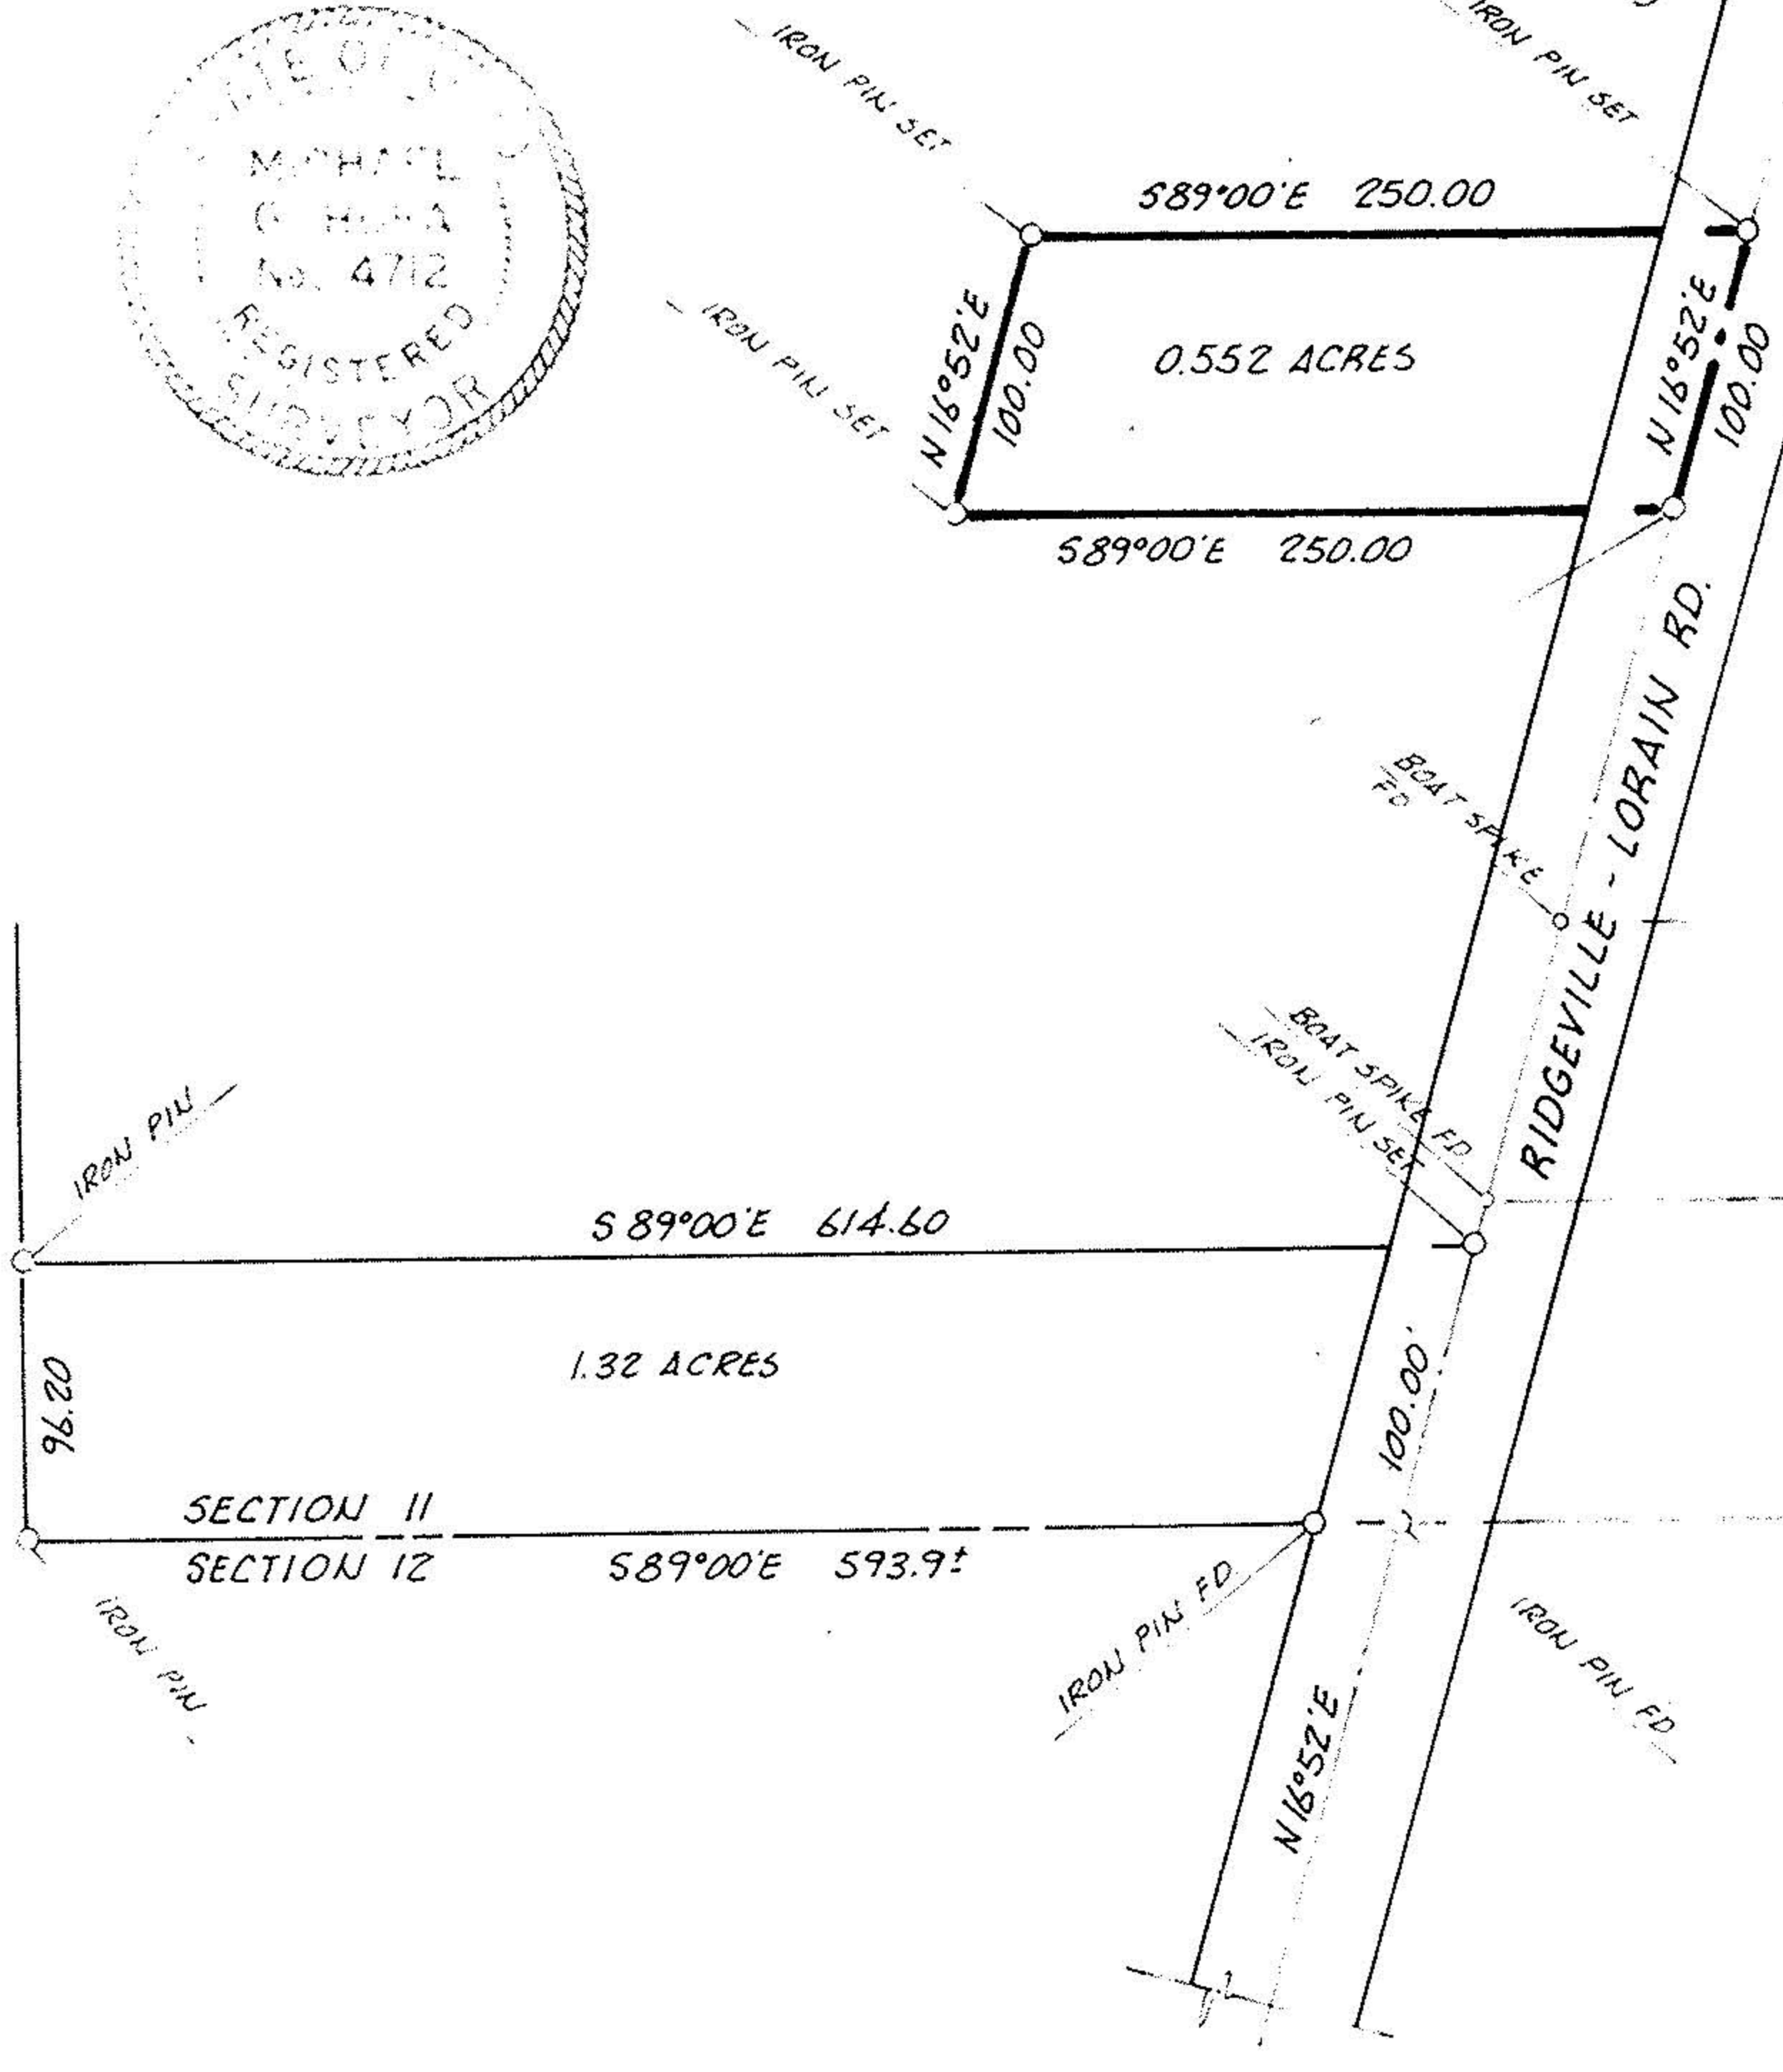 MICHAEL
No. 4712
REGISTERED
SURVEYOR
IRON PIN SET
IRON PIN SET
S89°00'E 250.00
IRON PIN SET
N16°52'E
100.00
0.552 ACRES
N16°52'E
100.00
S89°00'E 250.00
RIDGEVILLE - LORAIN RD.
BOAT SPIKE
FD
BOAT SPIKE FD
IRON PIN SET
IRON PIN
S89°00'E 614.60
1.32 ACRES
96.20
100.00'
SECTION 11
SECTION 12
S89°00'E 593.9±
IRON PIN
IRON PIN FD
IRON PIN FD
N16°52'E